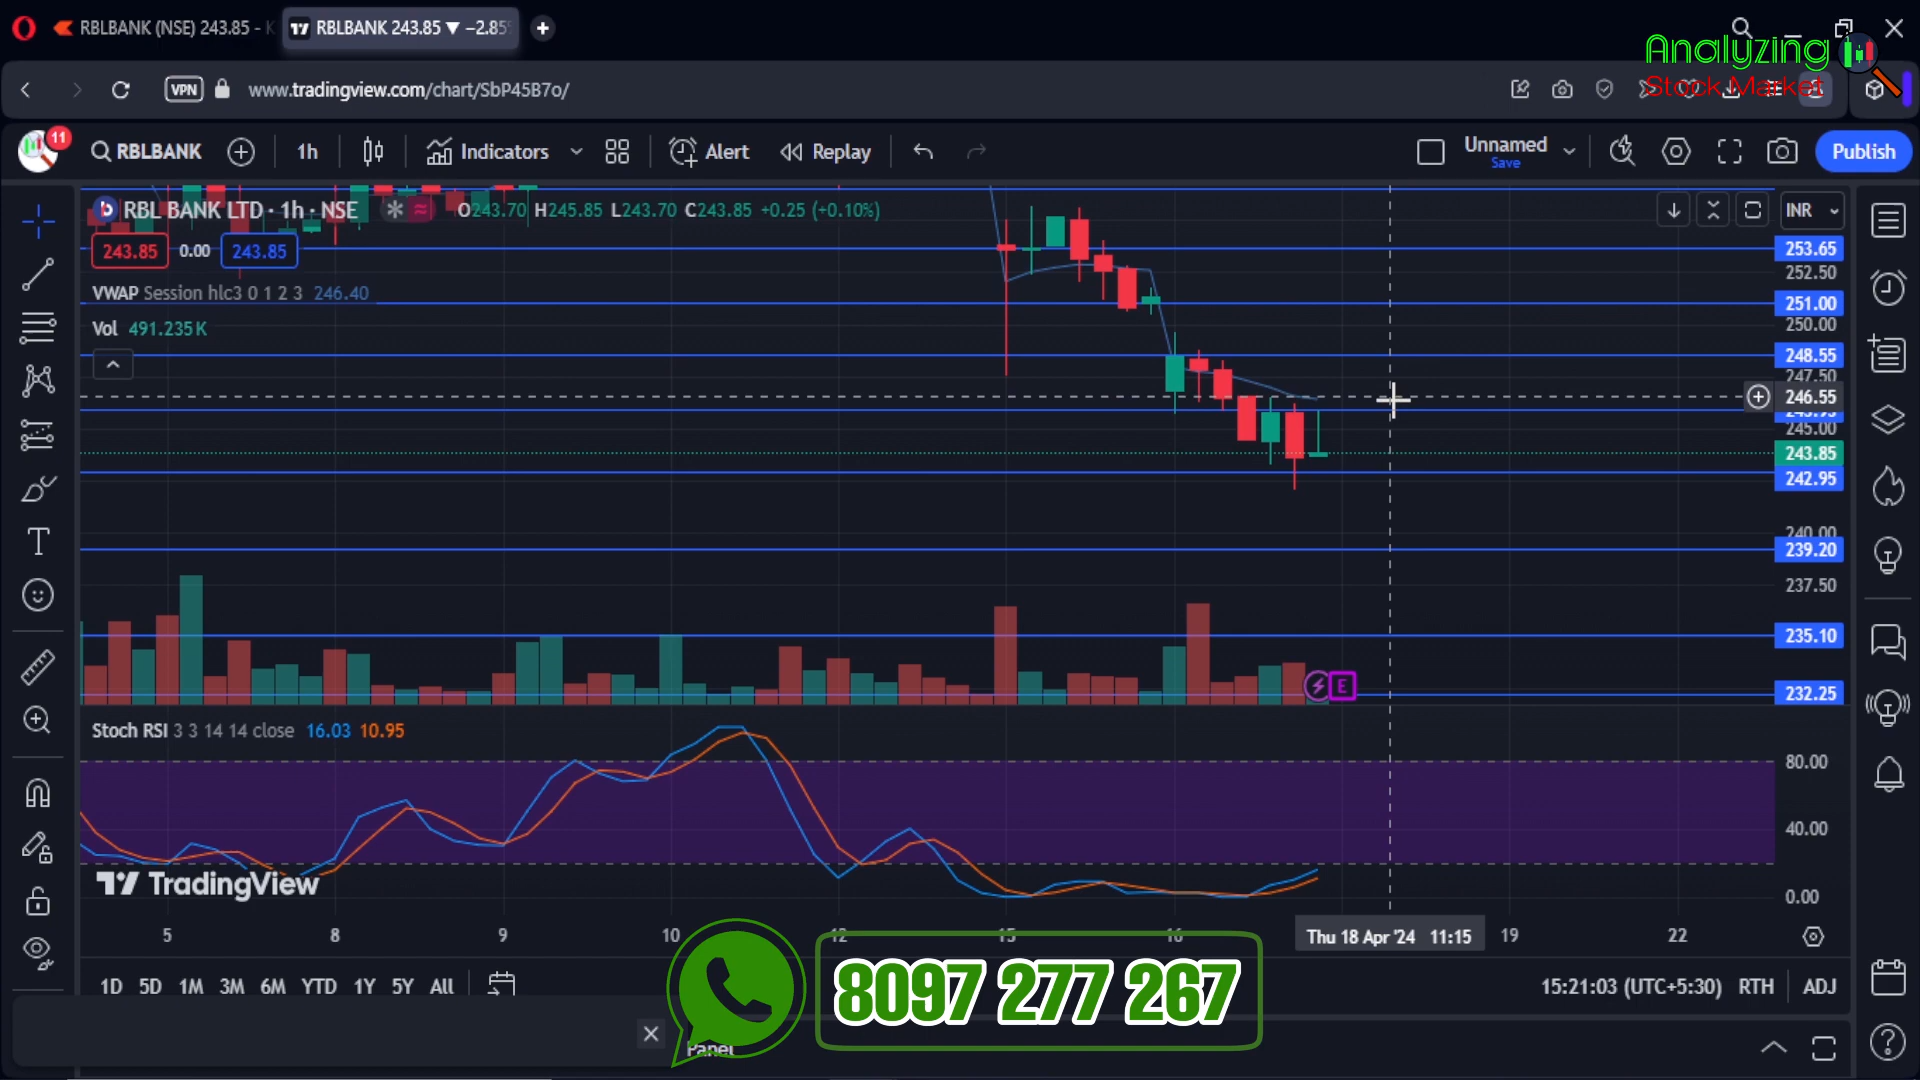 RBLBANK (NSE) 243.85 - K
RBLBANK 243.85 ▼ −2.85%
Analyzing
Stock Market
VPN
www.tradingview.com/chart/SbP45B7o/
11
RBLBANK
1h
Indicators
Alert
Replay
Unnamed
Save
Publish
RBL BANK LTD · 1h · NSE
O243.70 H245.85 L243.70 C243.85 +0.25 (+0.10%)
INR
243.85
0.00
243.85
VWAP Session hlc3 0 1 2 3 246.40
Vol 491.235K
253.65
252.50
251.00
250.00
248.55
247.50
246.55
245.00
243.85
242.95
240.00
239.20
237.50
235.10
232.25
E
Stoch RSI 3 3 14 14 close 16.03 10.95
80.00
40.00
0.00
TradingView
5
8
9
10
12
15
16
Thu 18 Apr '24 11:15
19
22
1D 5D 1M 3M 6M YTD 1Y 5Y All
15:21:03 (UTC+5:30)
RTH
ADJ
8097 277 267
Panel